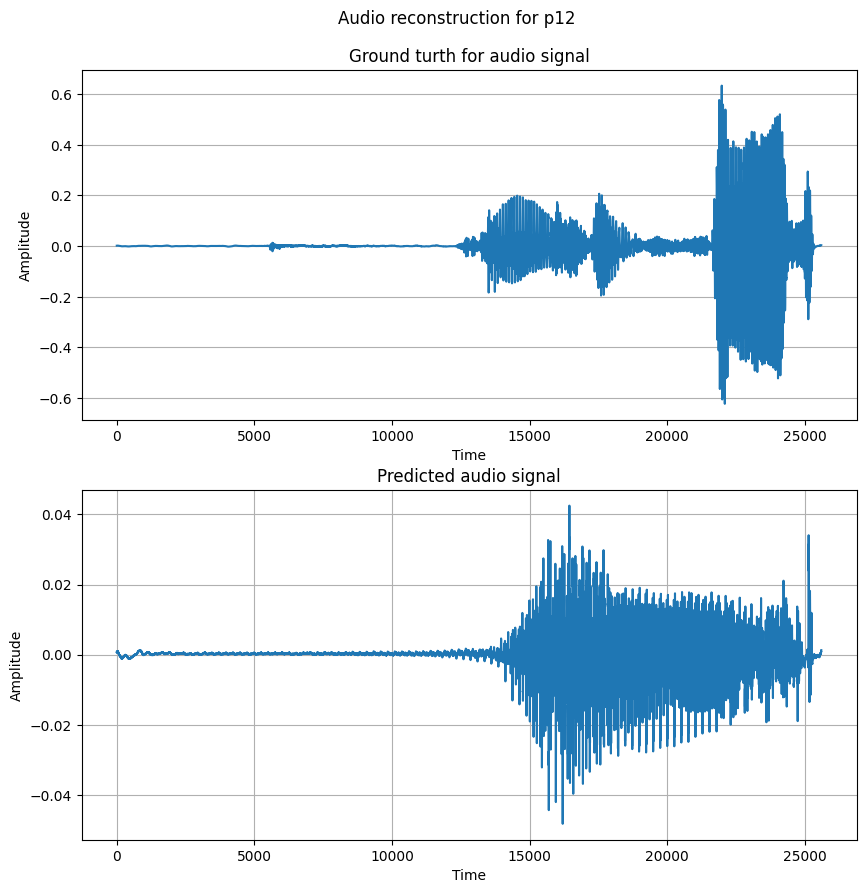 Audio reconstruction for p12
Ground turth for audio signal
0.6
0.4
0.2
0.0
−0.2
−0.4
−0.6
Amplitude
0 5000 10000 15000 20000 25000
Time
Predicted audio signal
0.04
0.02
0.00
−0.02
−0.04
Amplitude
0 5000 10000 15000 20000 25000
Time